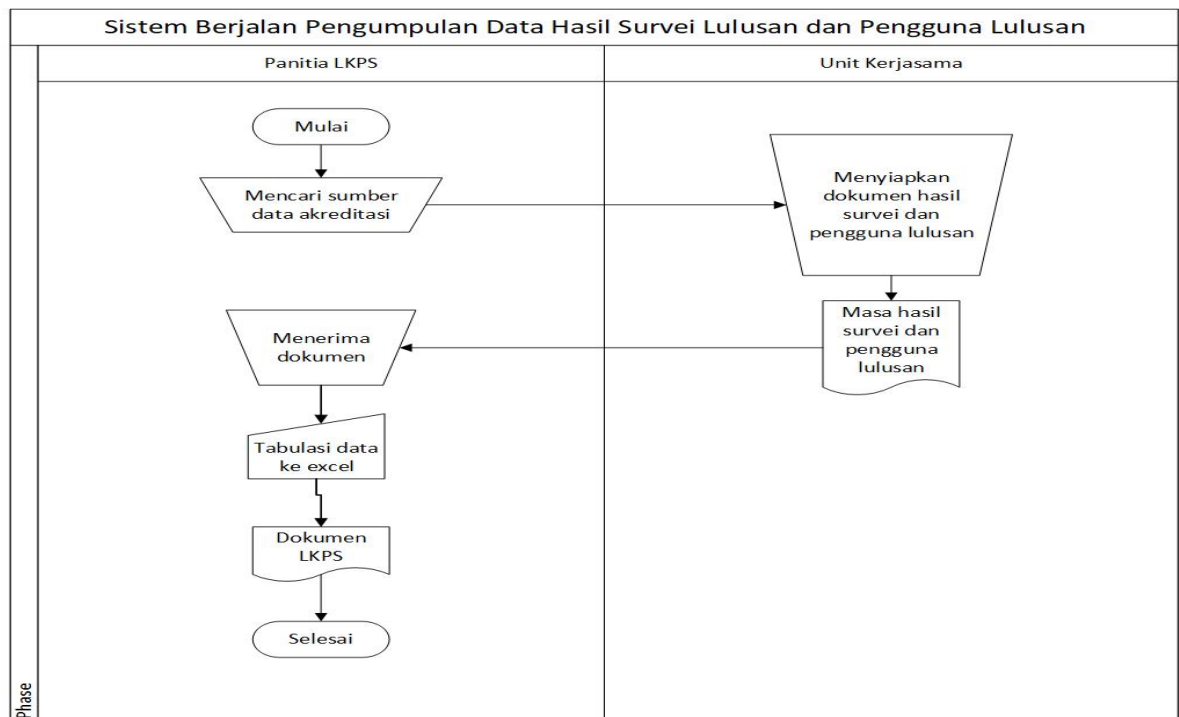 Sistem Berjalan Pengumpulan Data Hasil Survei Lulusan dan Pengguna Lulusan
Panitia LKPS
Unit Kerjasama
Mulai
Mencari sumber
data akreditasi
Menyiapkan
dokumen hasil
survei dan
pengguna lulusan
Masa hasil
survei dan
pengguna
lulusan
Menerima
dokumen
Tabulasi data
ke excel
Dokumen
LKPS
Selesai
Phase